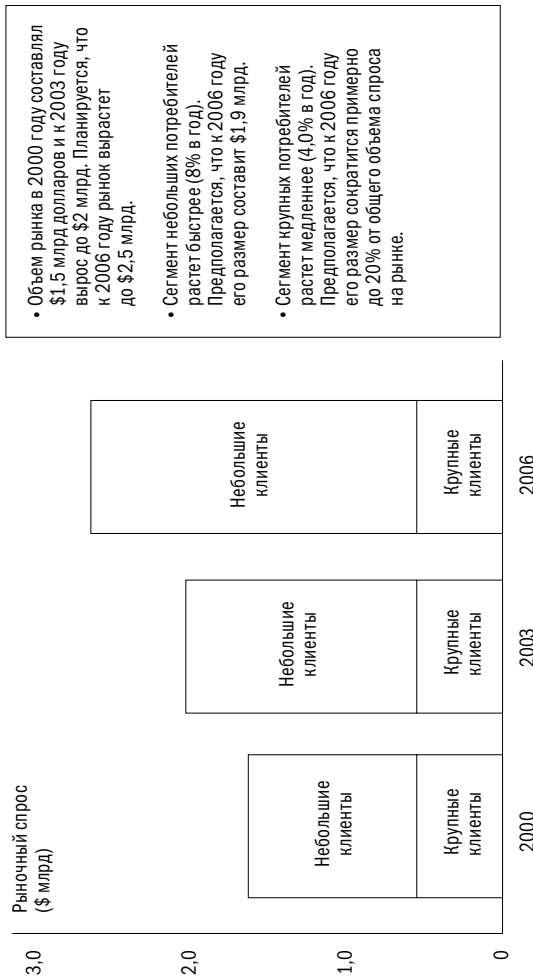 Рыночный спрос
($ млрд)
3,0
2,0
1,0
0
Небольшие
клиенты
Крупные
клиенты
2000
Небольшие
клиенты
Крупные
клиенты
2003
Небольшие
клиенты
Крупные
клиенты
2006
• Объем рынка в 2000 году составлял
$1,5 млрд долларов и к 2003 году
вырос до $2 млрд. Планируется, что
к 2006 году рынок вырастет
до $2,5 млрд.
• Сегмент небольших потребителей
растет быстрее (8% в год).
Предполагается, что к 2006 году
его размер составит $1,9 млрд.
• Сегмент крупных потребителей
растет медленнее (4,0% в год).
Предполагается, что к 2006 году
его размер сократится примерно
до 20% от общего объема спроса
на рынке.